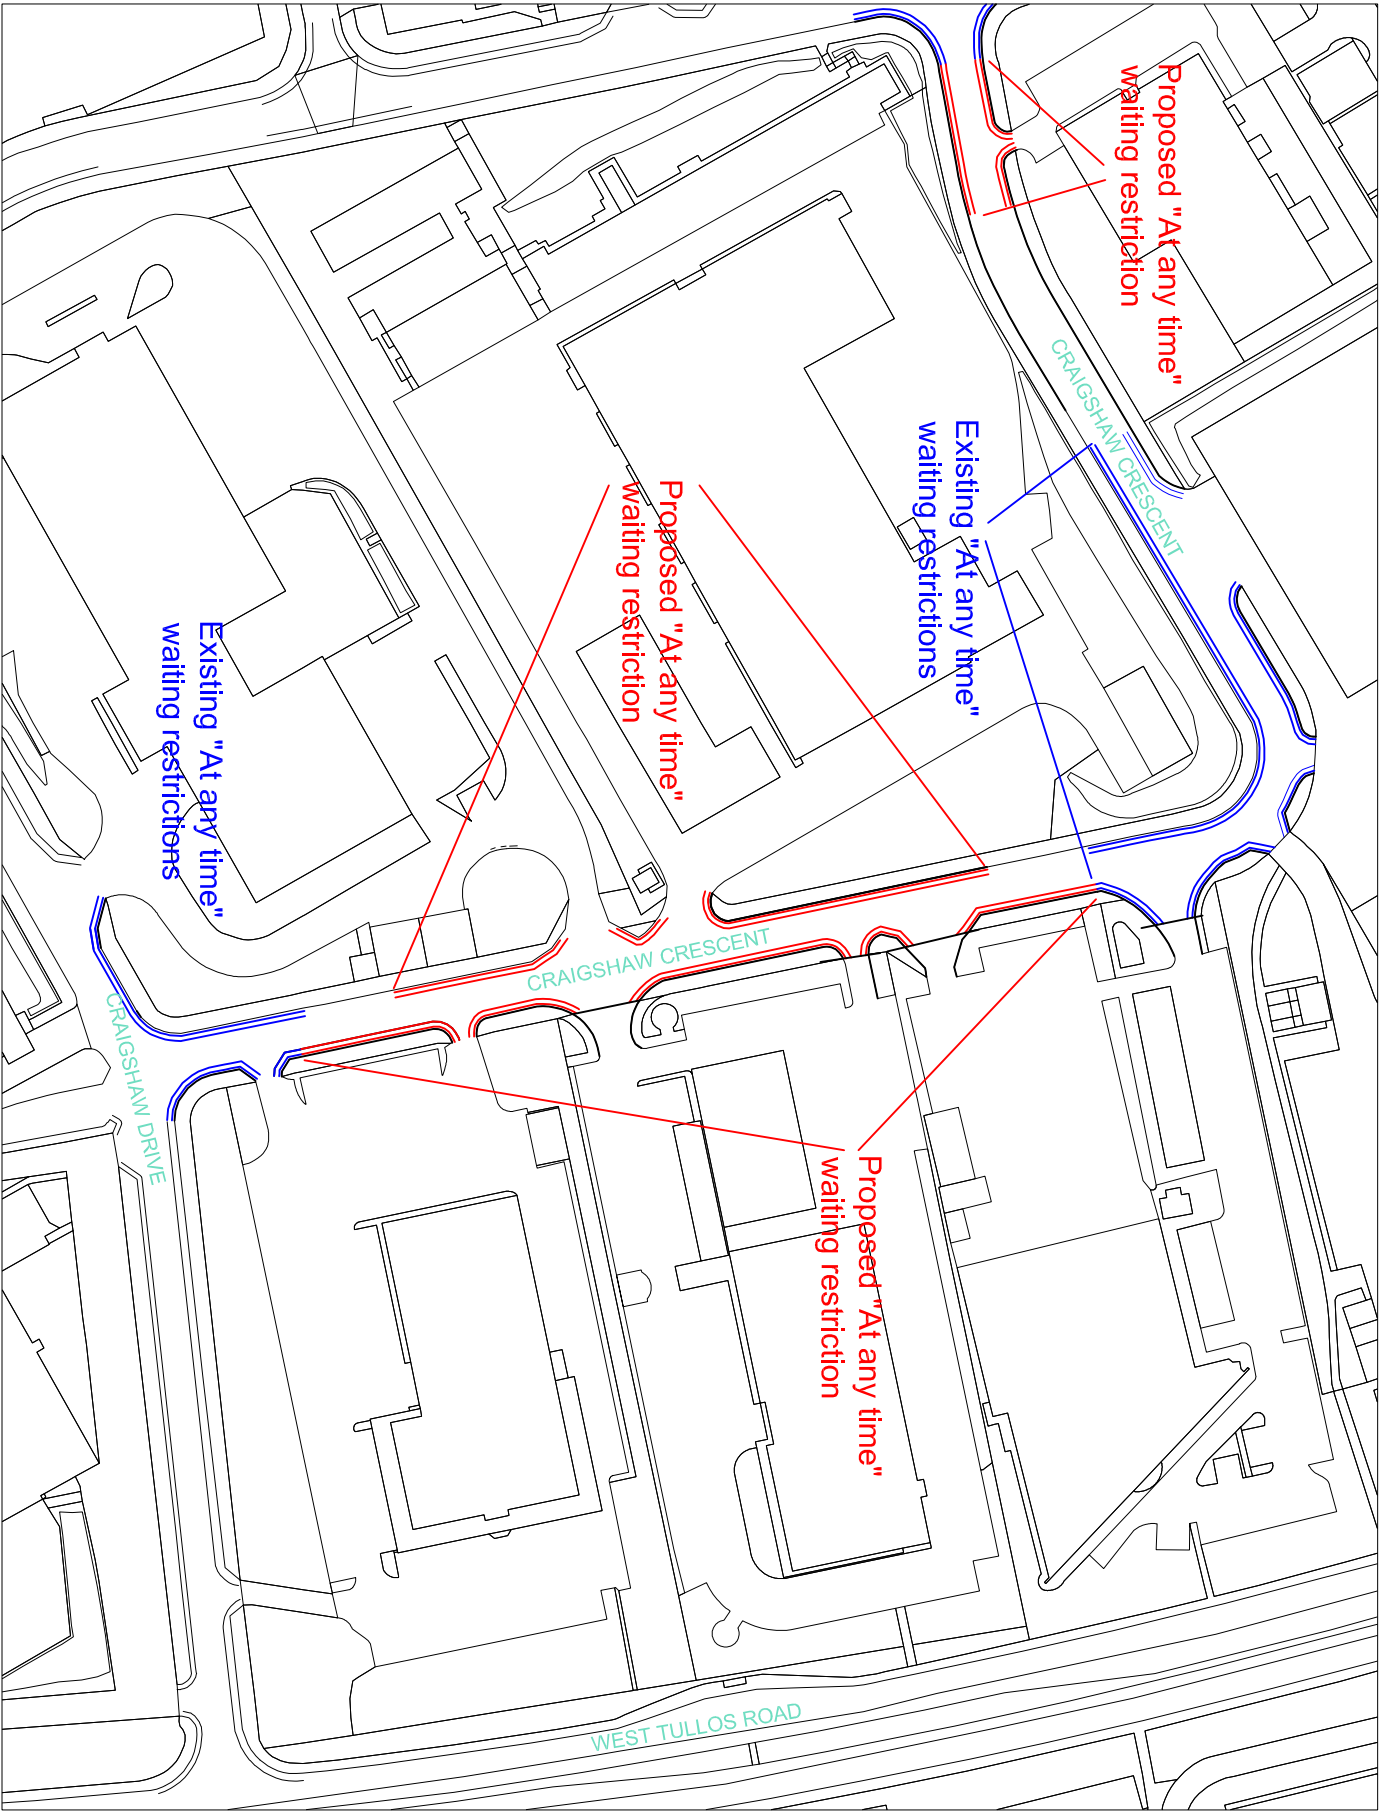 Proposed "At any time"
waiting restriction
CRAIGSHAW CRESCENT
Existing "At any time"
waiting restrictions
Proposed "At any time"
waiting restriction
Existing "At any time"
waiting restrictions
CRAIGSHAW CRESCENT
CRAIGSHAW DRIVE
Proposed "At any time"
waiting restriction
WEST TULLOS ROAD